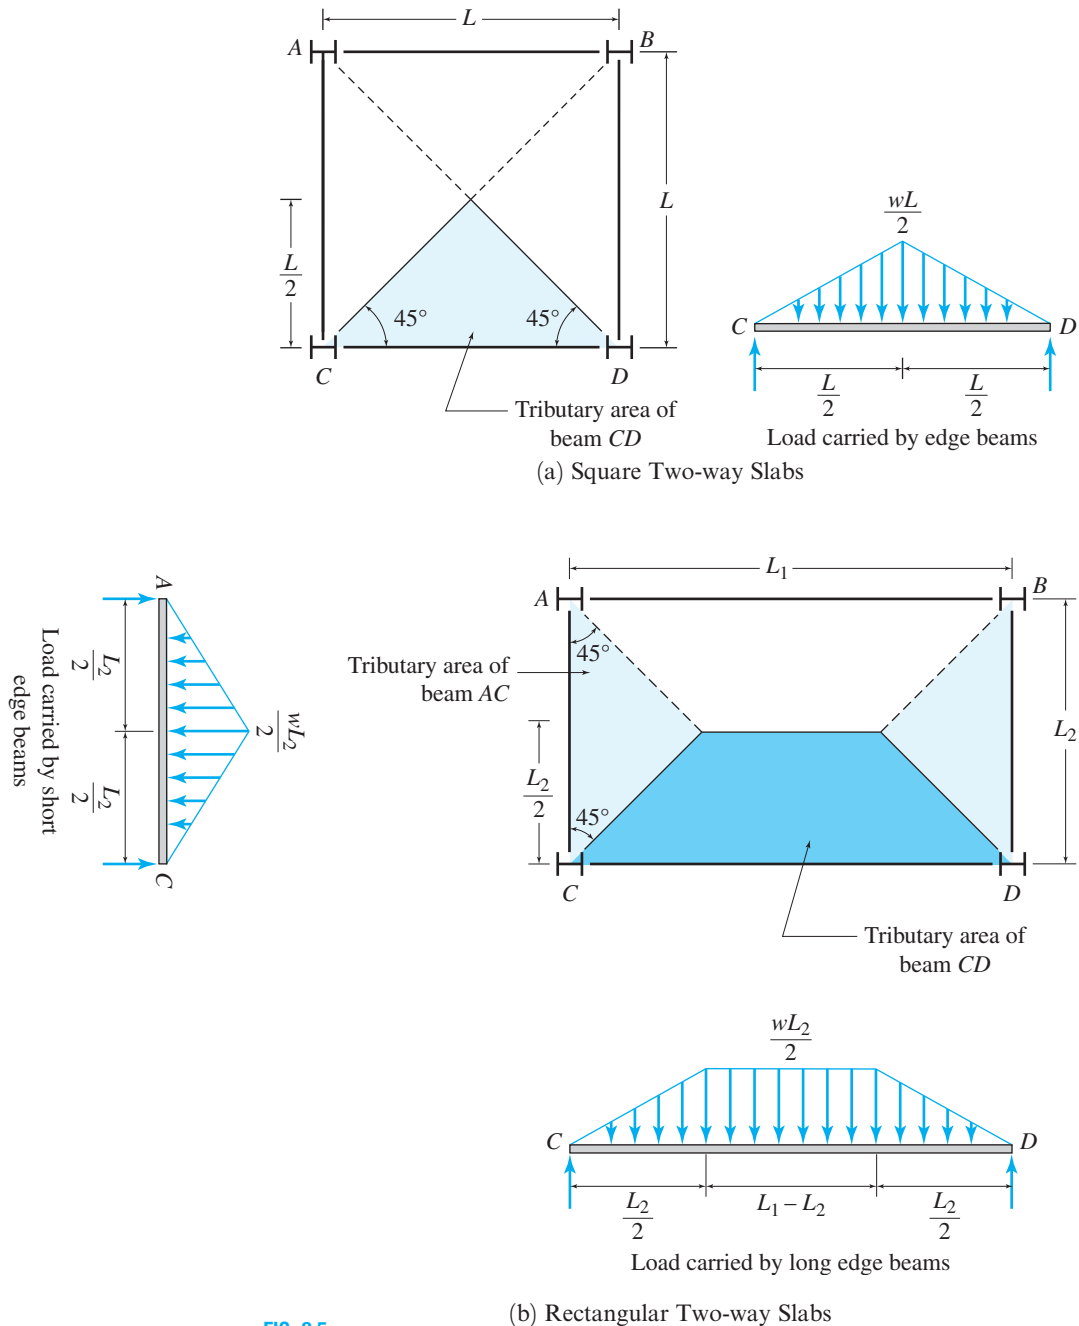 L
A
B
L
L/2
45°
45°
C
D
Tributary area of
beam CD
wL/2
C
D
L/2
L/2
Load carried by edge beams
(a) Square Two-way Slabs
A
L2/2
L2/2
wL2/2
C
Load carried by short
edge beams
L1
A
B
45°
Tributary area of
beam AC
L2
L2/2
45°
C
D
Tributary area of
beam CD
wL2/2
C
D
L2/2
L1 – L2
L2/2
Load carried by long edge beams
(b) Rectangular Two-way Slabs